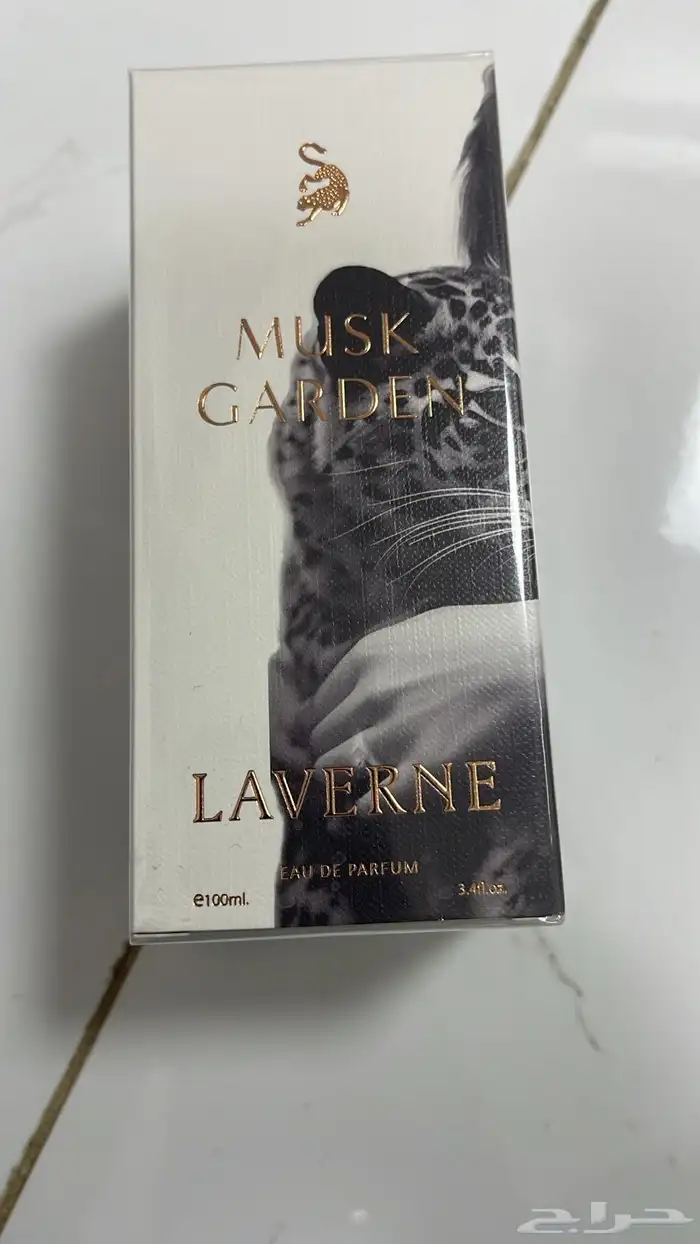 MUSK
GARDEN
LAVERNE
EAU DE PARFUM
e100ml.
3.4fl.oz.
حراج